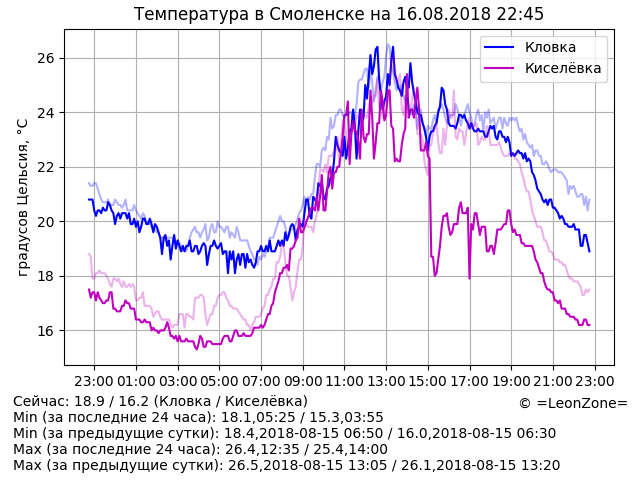 Температура в Смоленске на 16.08.2018 22:45
Кловка
Киселёвка
градусов Цельсия, °C
26
24
22
20
18
16
23:00 01:00 03:00 05:00 07:00 09:00 11:00 13:00 15:00 17:00 19:00 21:00 23:00
Сейчас: 18.9 / 16.2 (Кловка / Киселёвка)
© =LeonZone=
Min (за последние 24 часа): 18.1,05:25 / 15.3,03:55
Min (за предыдущие сутки): 18.4,2018-08-15 06:50 / 16.0,2018-08-15 06:30
Max (за последние 24 часа): 26.4,12:35 / 25.4,14:00
Max (за предыдущие сутки): 26.5,2018-08-15 13:05 / 26.1,2018-08-15 13:20